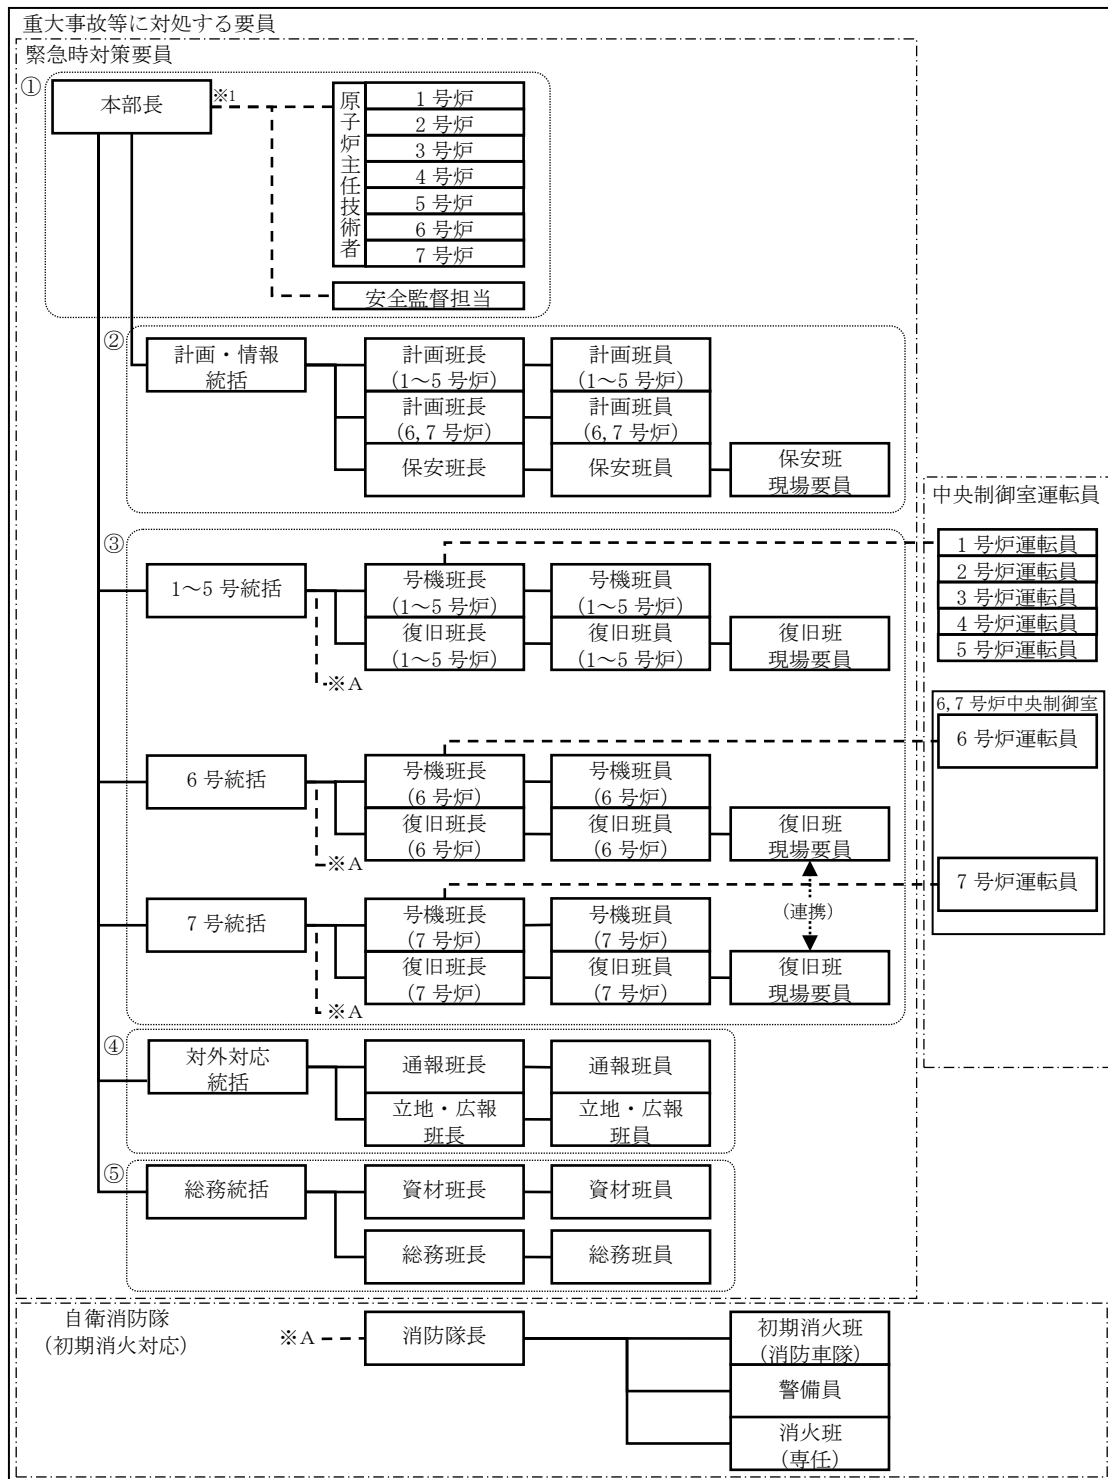 重大事故等に対処する要員
緊急時対策要員
①
本部長
※1
原子炉主任技術者
1 号炉
2 号炉
3 号炉
4 号炉
5 号炉
6 号炉
7 号炉
安全監督担当
②
計画・情報
統括
計画班長
(1～5 号炉)
計画班員
(1～5 号炉)
計画班長
(6,7 号炉)
計画班員
(6,7 号炉)
保安班長
保安班員
保安班
現場要員
中央制御室運転員
③
1～5 号統括
号機班長
(1～5 号炉)
号機班員
(1～5 号炉)
復旧班長
(1～5 号炉)
復旧班員
(1～5 号炉)
復旧班
現場要員
※A
1 号炉運転員
2 号炉運転員
3 号炉運転員
4 号炉運転員
5 号炉運転員
6,7 号炉中央制御室
6 号炉運転員
6 号統括
号機班長
(6 号炉)
号機班員
(6 号炉)
復旧班長
(6 号炉)
復旧班員
(6 号炉)
復旧班
現場要員
※A
(連携)
7 号炉運転員
7 号統括
号機班長
(7 号炉)
号機班員
(7 号炉)
復旧班長
(7 号炉)
復旧班員
(7 号炉)
復旧班
現場要員
※A
④
対外対応
統括
通報班長
通報班員
立地・広報
班長
立地・広報
班員
⑤
総務統括
資材班長
資材班員
総務班長
総務班員
自衛消防隊
(初期消火対応)
※A
消防隊長
初期消火班
(消防車隊)
警備員
消火班
(専任)